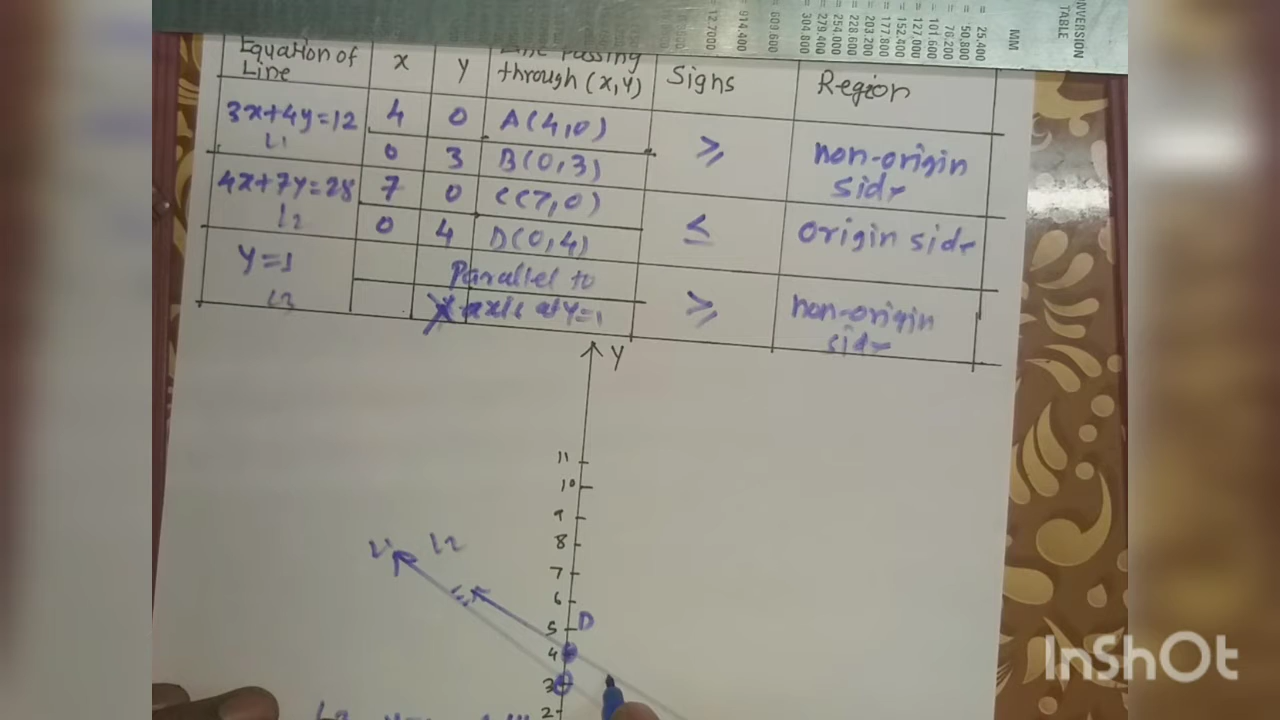 NVERSION
TABLE
MM
= 25.400
= 50.800
= 76.200
= 101.600
= 127.000
= 152.400
= 177.800
= 203.200
= 228.600
= 254.000
= 279.400
= 304.800
= 609.600
= 914.400
Equation of Line
x
y
Line Passing through (x,y)
Signs
Region
3x+4y=12
L1
4
0
A(4,0)
≥
non-origin side
0
3
B(0,3)
4x+7y=28
L2
7
0
C(7,0)
≤
origin side
0
4
D(0,4)
y=1
L3
Parallel to
x-axis at y=1
≥
non-origin side
Y
11
10
9
8
7
6
5
4
3
2
L1
L2
D
L3
InShOt